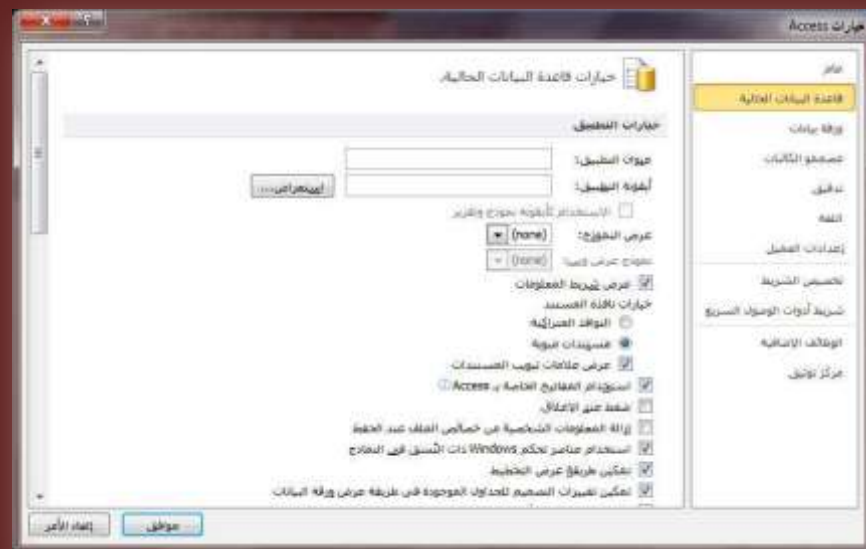 خيارات Access
عام
قاعدة البيانات الحالية
ورقة بيانات
مصممو الكائنات
تدقيق
اللغة
إعدادات العميل
تخصيص الشريط
شريط أدوات الوصول السريع
الوظائف الإضافية
مركز توثيق
خيارات قاعدة البيانات الحالية.
خيارات التطبيق
عنوان التطبيق:
أيقونة التطبيق:
إستعراض...
الاستخدام كأيقونة نموذج وتقرير
عرض النموذج: (none)
نموذج عرض ويب: (none)
عرض شريط المعلومات
خيارات نافذة المستند
النوافذ المتراكبة
مستندات مبوبة
عرض علامات تبويب المستندات
استخدام المفاتيح الخاصة بـ Access
ضغط عند الإغلاق
إزالة المعلومات الشخصية من خصائص الملف عند الحفظ
استخدام عناصر تحكم Windows ذات النُسق في النماذج
تمكين طريقة عرض التخطيط
تمكين تغييرات التصميم للجداول الموجودة في طريقة عرض ورقة البيانات
موافق
إلغاء الأمر